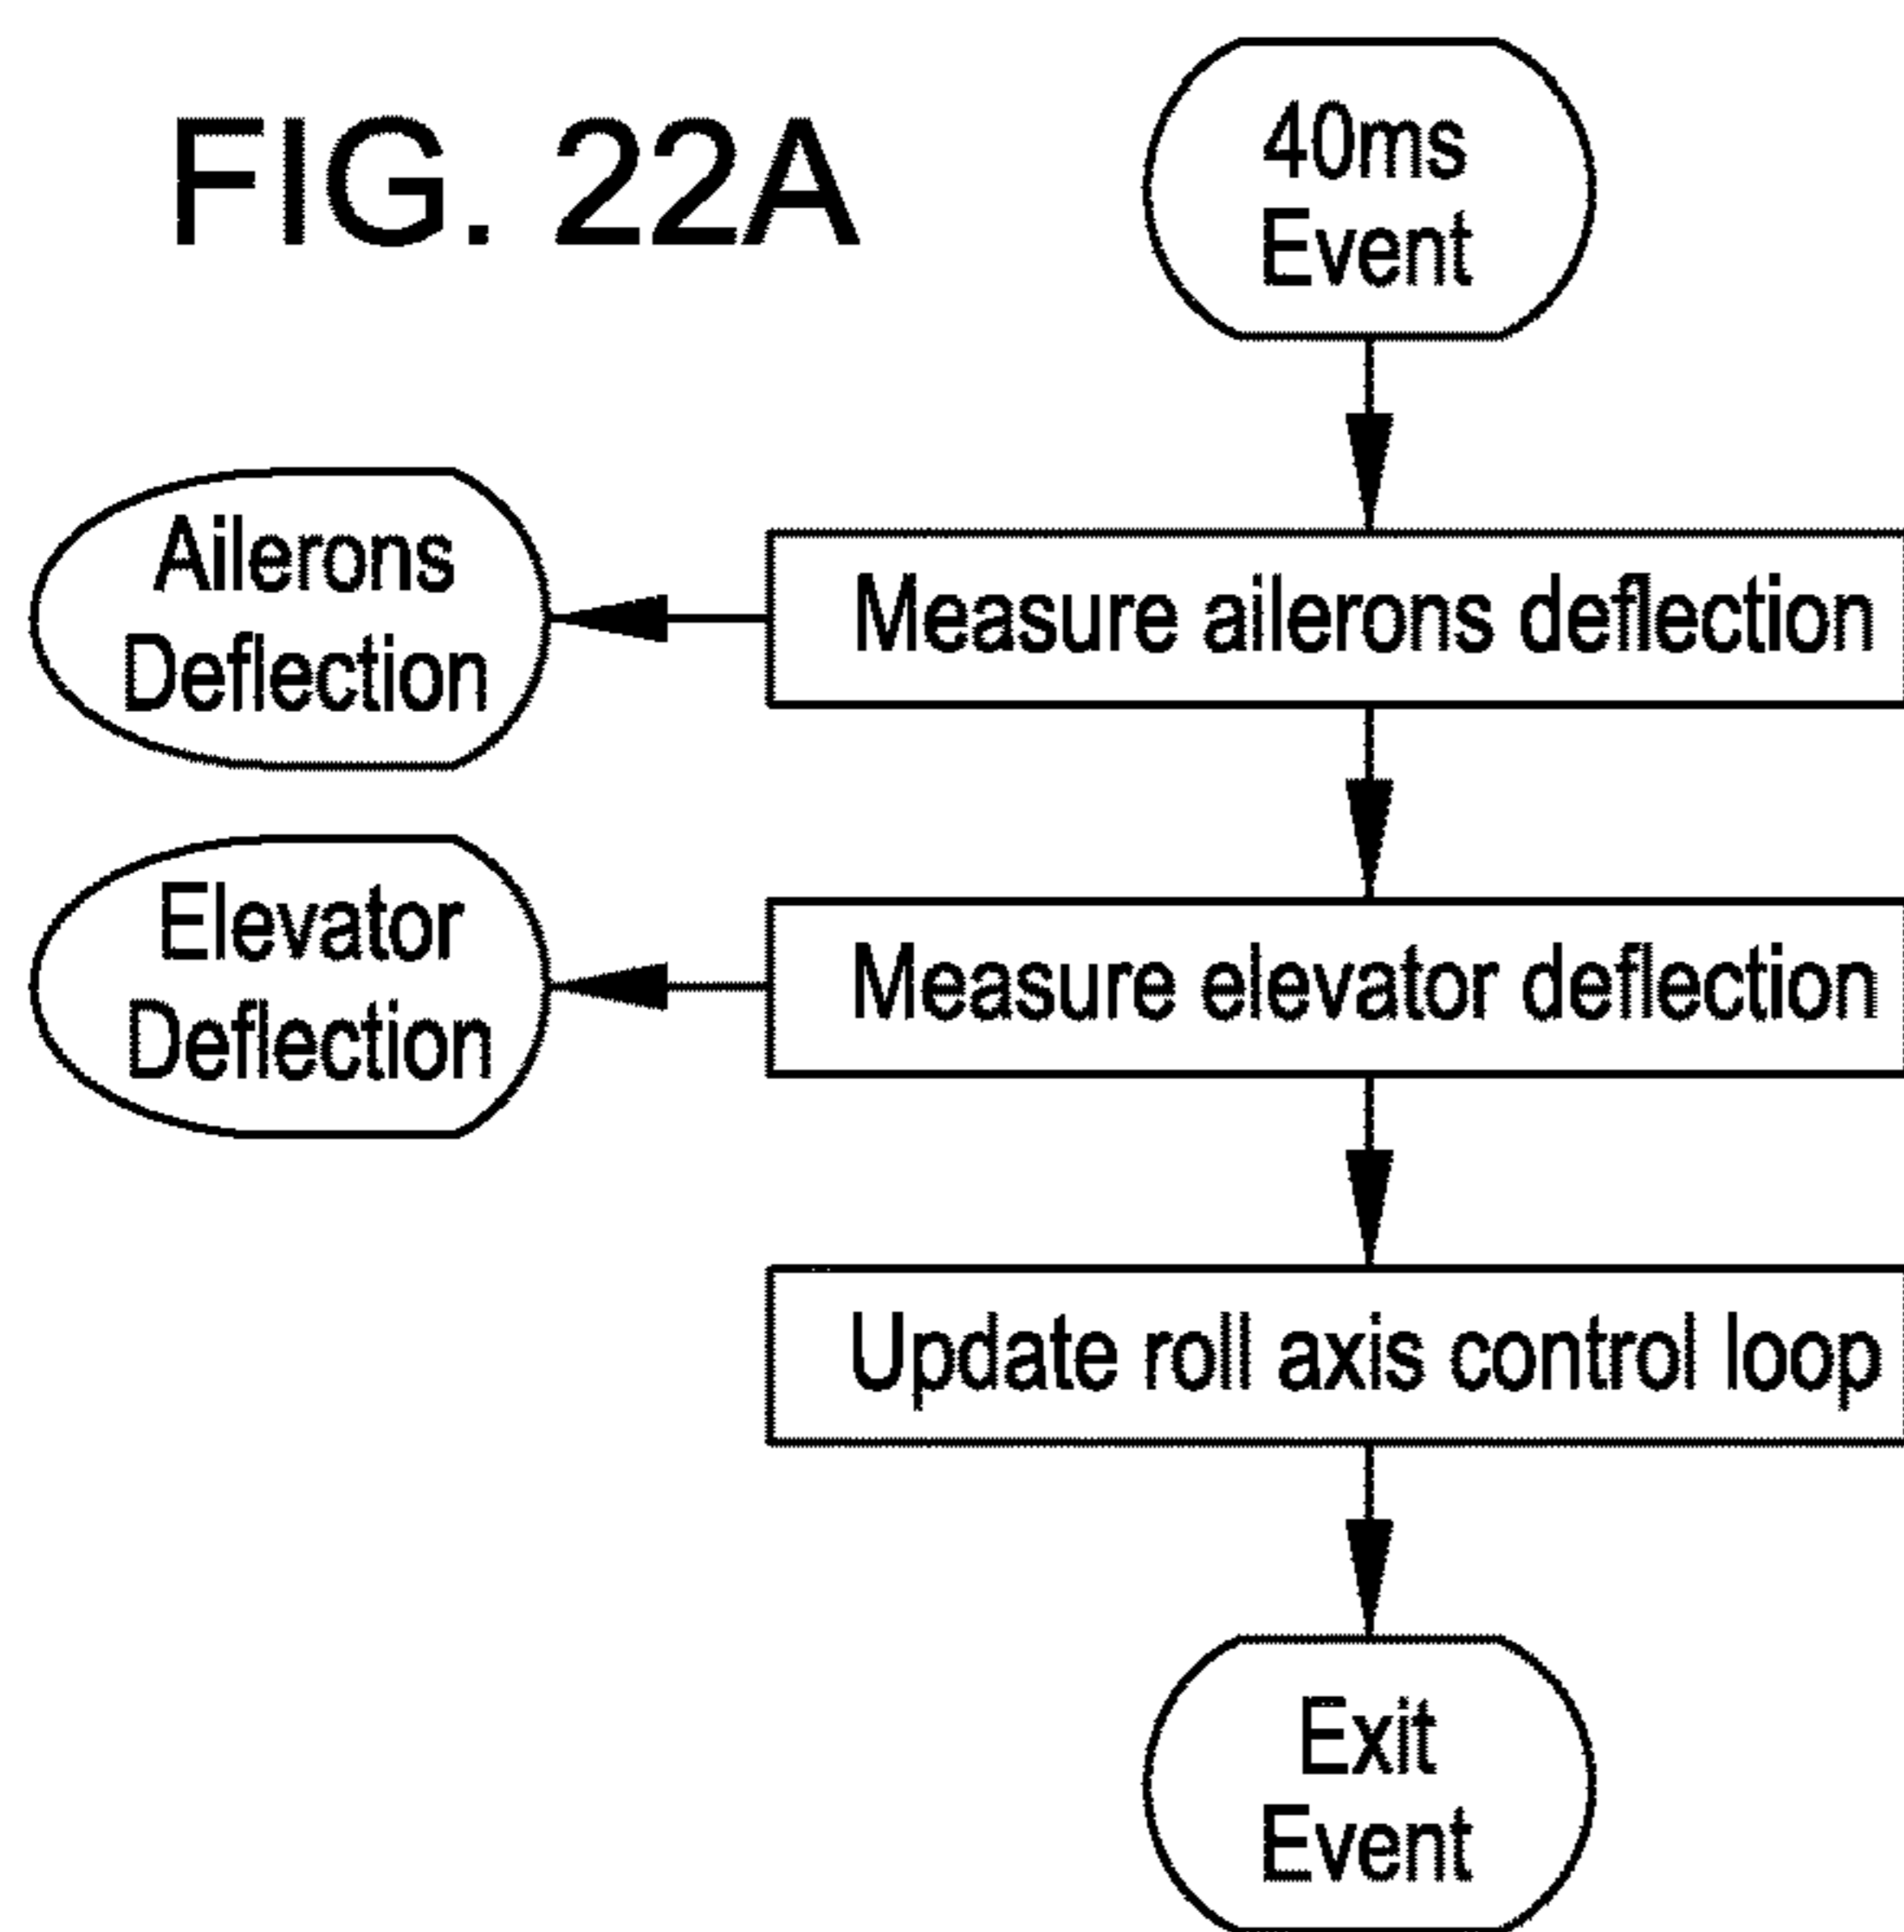 FIG. 22A
40ms
Event
Ailerons
Deflection
Measure ailerons deflection
Elevator
Deflection
Measure elevator deflection
Update roll axis control loop
Exit
Event